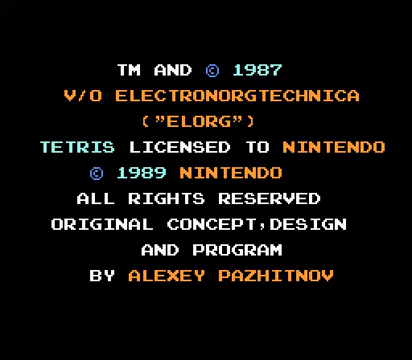 TM AND © 1987
V/O ELECTRONORGTECHNICA
("ELORG")
TETRIS LICENSED TO NINTENDO
© 1989 NINTENDO
ALL RIGHTS RESERVED
ORIGINAL CONCEPT,DESIGN
AND PROGRAM
BY ALEXEY PAZHITNOV